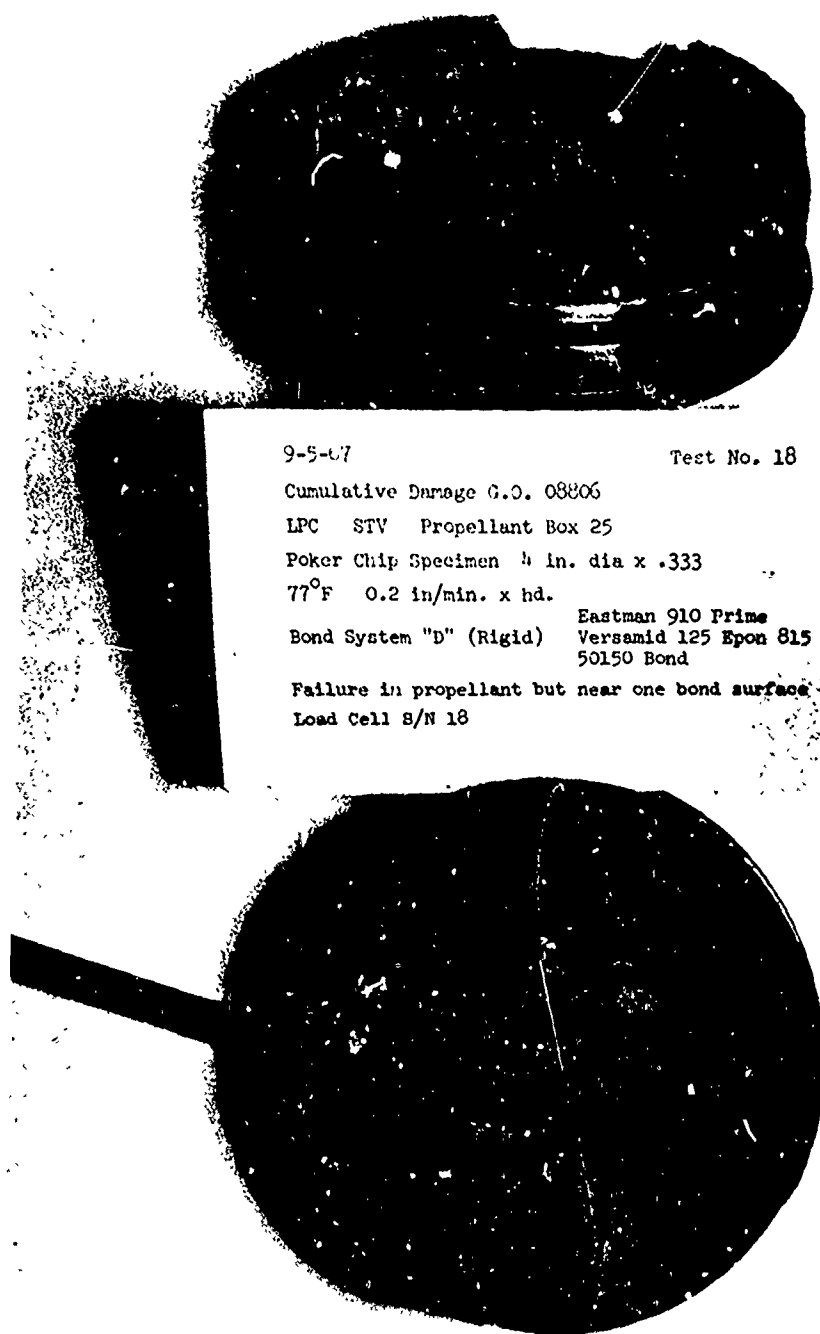 9-5-67 Test No. 18
Cumulative Damage G.O. 08806
LPC STV Propellant Box 25
Poker Chip Specimen 4 in. dia x .333
77°F 0.2 in/min. x hd.
Bond System "D" (Rigid) Eastman 910 Prime
Versamid 125 Epon 815
50150 Bond
Failure in propellant but near one bond surface
Load Cell S/N 18